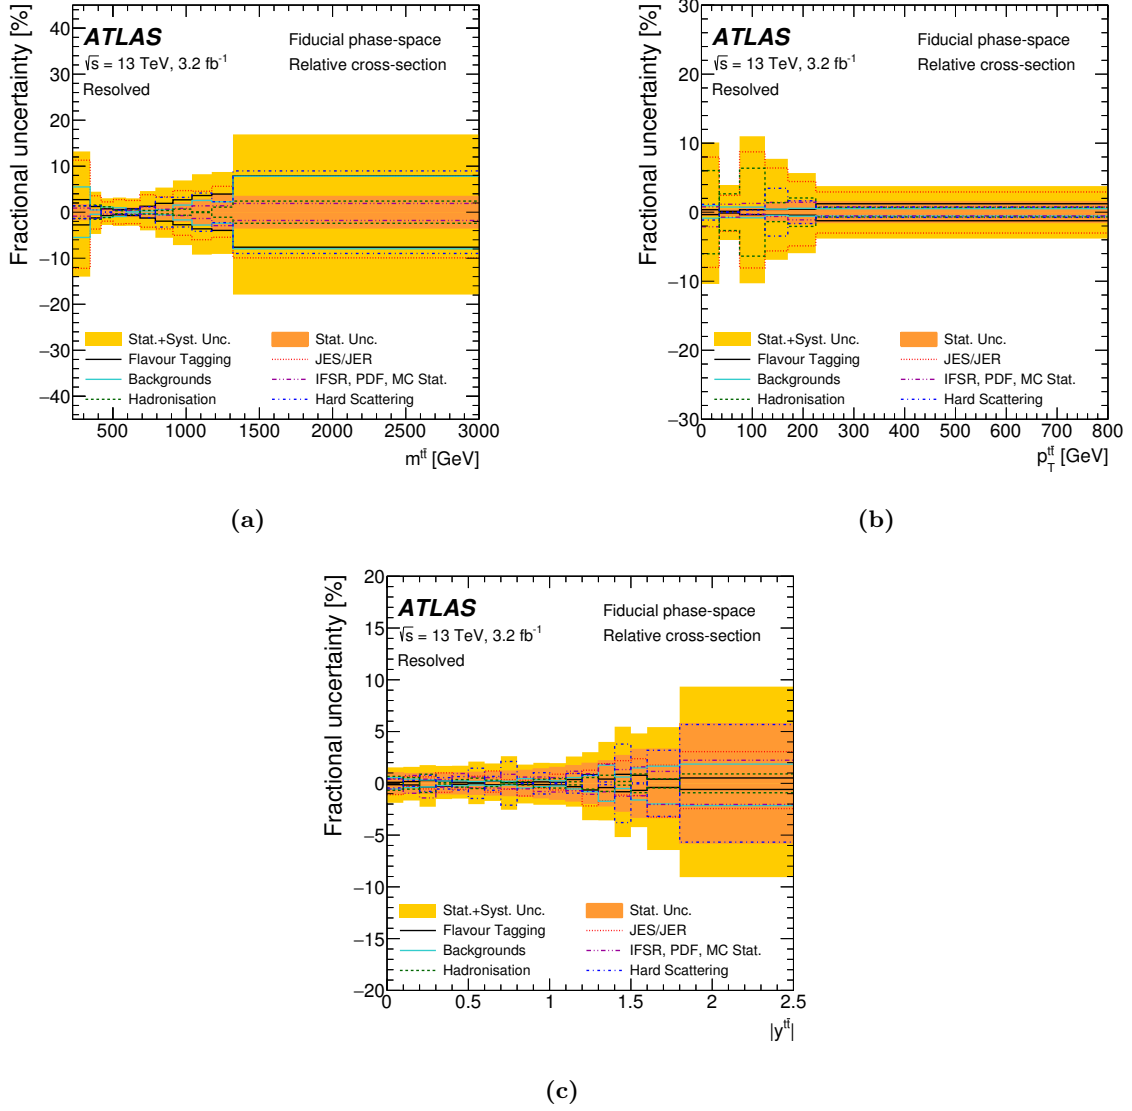 Fractional uncertainty [%]
40
30
20
10
0
−10
−20
−30
−40
ATLAS
√s = 13 TeV, 3.2 fb-1
Resolved
Fiducial phase-space
Relative cross-section
Stat.+Syst. Unc.
Stat. Unc.
Flavour Tagging
JES/JER
Backgrounds
IFSR, PDF, MC Stat.
Hadronisation
Hard Scattering
500 1000 1500 2000 2500 3000
m^{tt̄} [GeV]
(a)
Fractional uncertainty [%]
30
20
10
0
−10
−20
−30
ATLAS
√s = 13 TeV, 3.2 fb-1
Resolved
Fiducial phase-space
Relative cross-section
Stat.+Syst. Unc.
Stat. Unc.
Flavour Tagging
JES/JER
Backgrounds
IFSR, PDF, MC Stat.
Hadronisation
Hard Scattering
0 100 200 300 400 500 600 700 800
p_T^{tt̄} [GeV]
(b)
Fractional uncertainty [%]
20
15
10
5
0
−5
−10
−15
−20
ATLAS
√s = 13 TeV, 3.2 fb-1
Resolved
Fiducial phase-space
Relative cross-section
Stat.+Syst. Unc.
Stat. Unc.
Flavour Tagging
JES/JER
Backgrounds
IFSR, PDF, MC Stat.
Hadronisation
Hard Scattering
0 0.5 1 1.5 2 2.5
|y^{tt̄}|
(c)